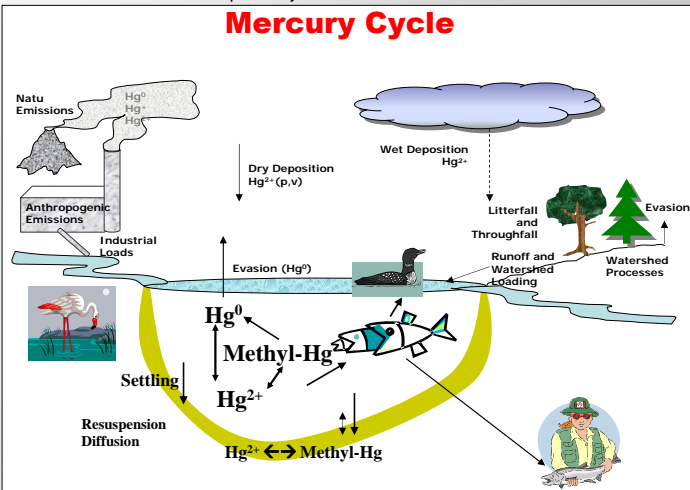 Mercury Cycle
Natu
Emissions
Hg⁰
Hg⁺
Dry Deposition
Hg²⁺(p,v)
Wet Deposition
Hg²⁺
Anthropogenic
Emissions
Industrial
Loads
Litterfall
and
Throughfall
Evasion
Evasion (Hg⁰)
Runoff and
Watershed
Loading
Watershed
Processes
Hg⁰
Methyl-Hg
Settling
Hg²⁺
Resuspension
Diffusion
Hg²⁺ ↔ Methyl-Hg